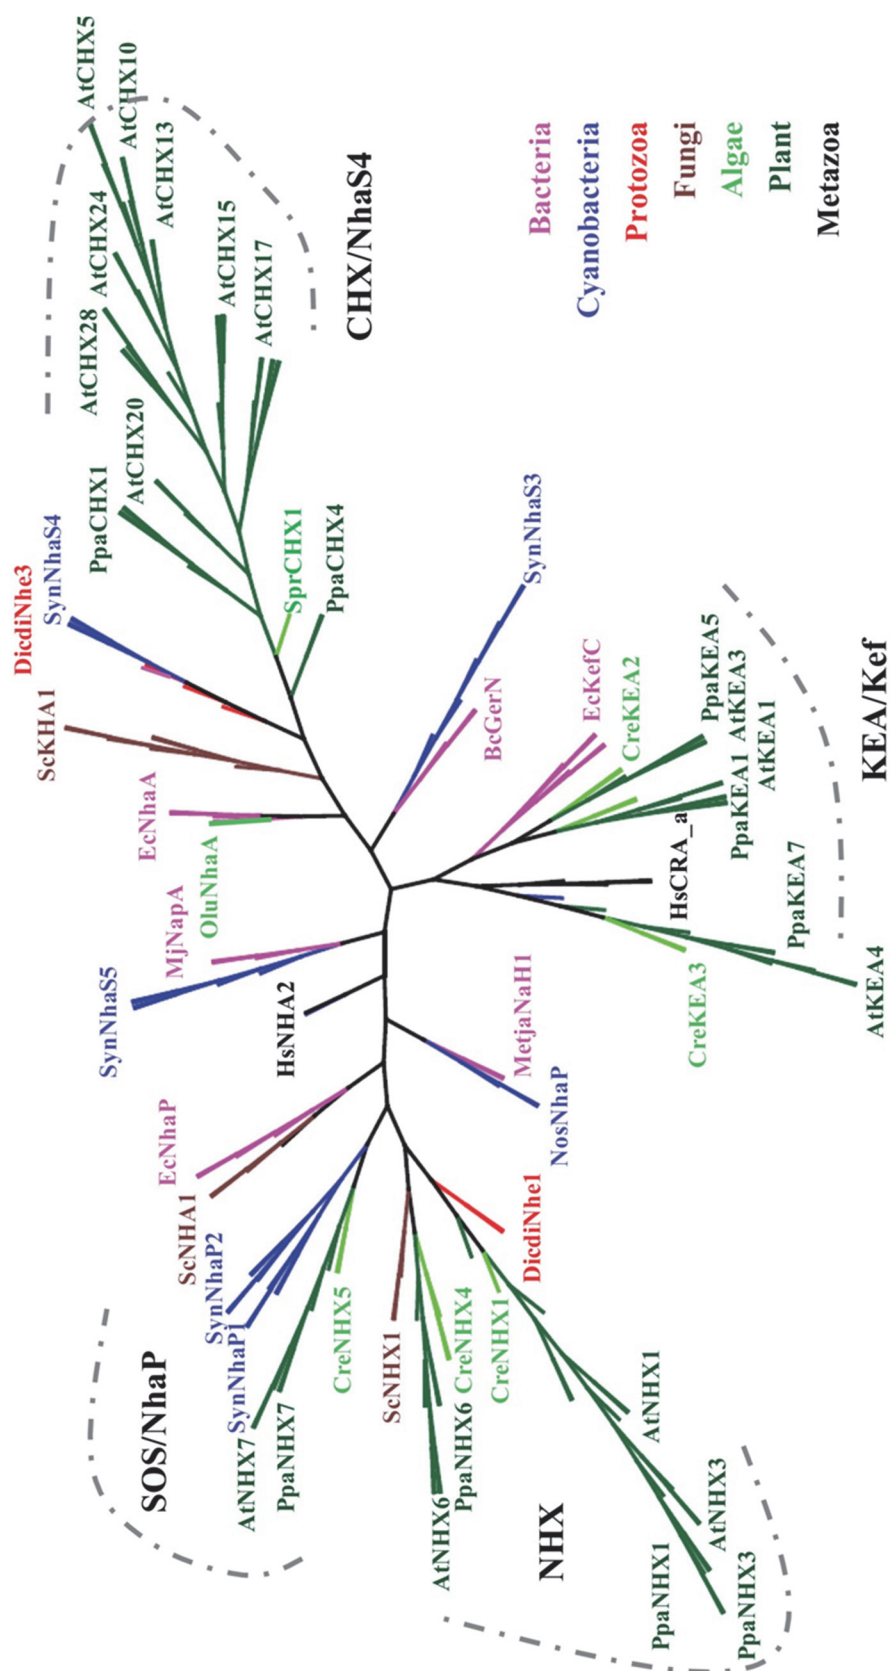 AtCHX5
AtCHX10
AtCHX13
AtCHX24
AtCHX15
AtCHX17
AtCHX28
AtCHX20
PpaCHX1
CHX/NhaS4
SynNhaS4
DicdiNhe3
SprCHX1
PpaCHX4
ScKHA1
EcNhaA
OluNhaA
MjNapA
SynNhaS5
HsNHA2
EcNhaP
ScNHA1
SynNhaP2
SynNhaP1
AtNHX7
PpaNHX7
CreNHX5
SOS/NhaP
ScNHX1
AtNHX6
PpaNHX6
CreNHX4
CreNHX1
DicdiNhe1
NHX
AtNHX1
AtNHX3
PpaNHX1
PpaNHX3
MetjaNaH1
NosNhaP
SynNhaS3
BcGerN
EcKefC
CreKEA2
PpaKEA5
AtKEA3
AtKEA1
PpaKEA1
HsCRA_a
PpaKEA7
CreKEA3
AtKEA4
KEA/Kef
Bacteria
Cyanobacteria
Protozoa
Fungi
Algae
Plant
Metazoa